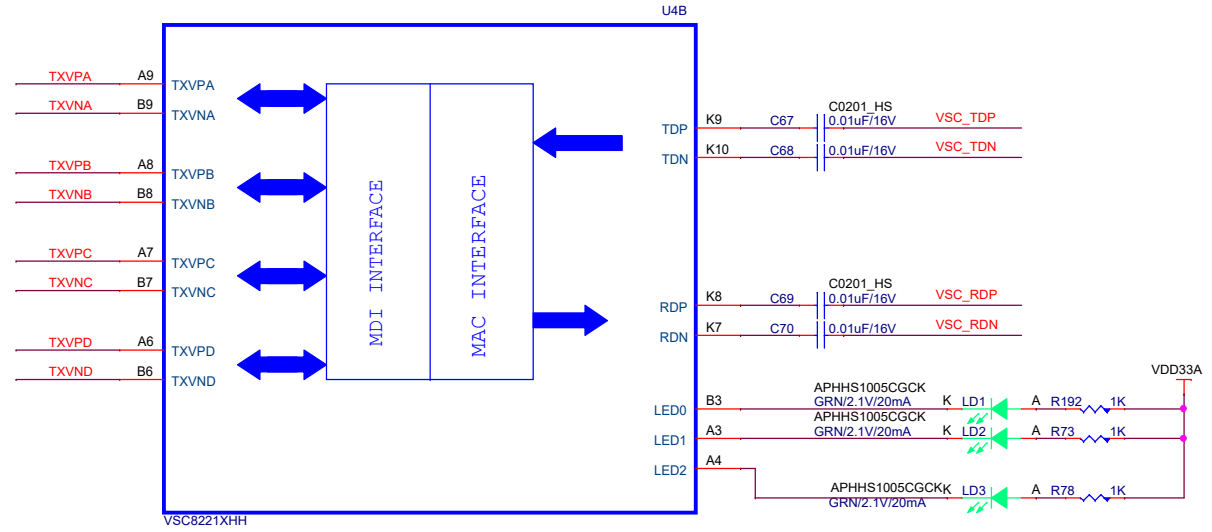 U4B
TXVPA A9 TXVPA
TXVNA B9 TXVNA
TXVPB A8 TXVPB
TXVNB B8 TXVNB
TXVPC A7 TXVPC
TXVNC B7 TXVNC
TXVPD A6 TXVPD
TXVND B6 TXVND
MDI INTERFACE
MAC INTERFACE
C0201_HS
TDP K9 C67 0.01uF/16V VSC_TDP
TDN K10 C68 0.01uF/16V VSC_TDN
C0201_HS
RDP K8 C69 0.01uF/16V VSC_RDP
RDN K7 C70 0.01uF/16V VSC_RDN
VDD33A
APHHS1005CGCK
LED0 B3 GRN/2.1V/20mA K LD1 A R192 1K
APHHS1005CGCK
LED1 A3 GRN/2.1V/20mA K LD2 A R73 1K
LED2 A4
APHHS1005CGCK K LD3 A R78 1K
GRN/2.1V/20mA
VSC8221XHH